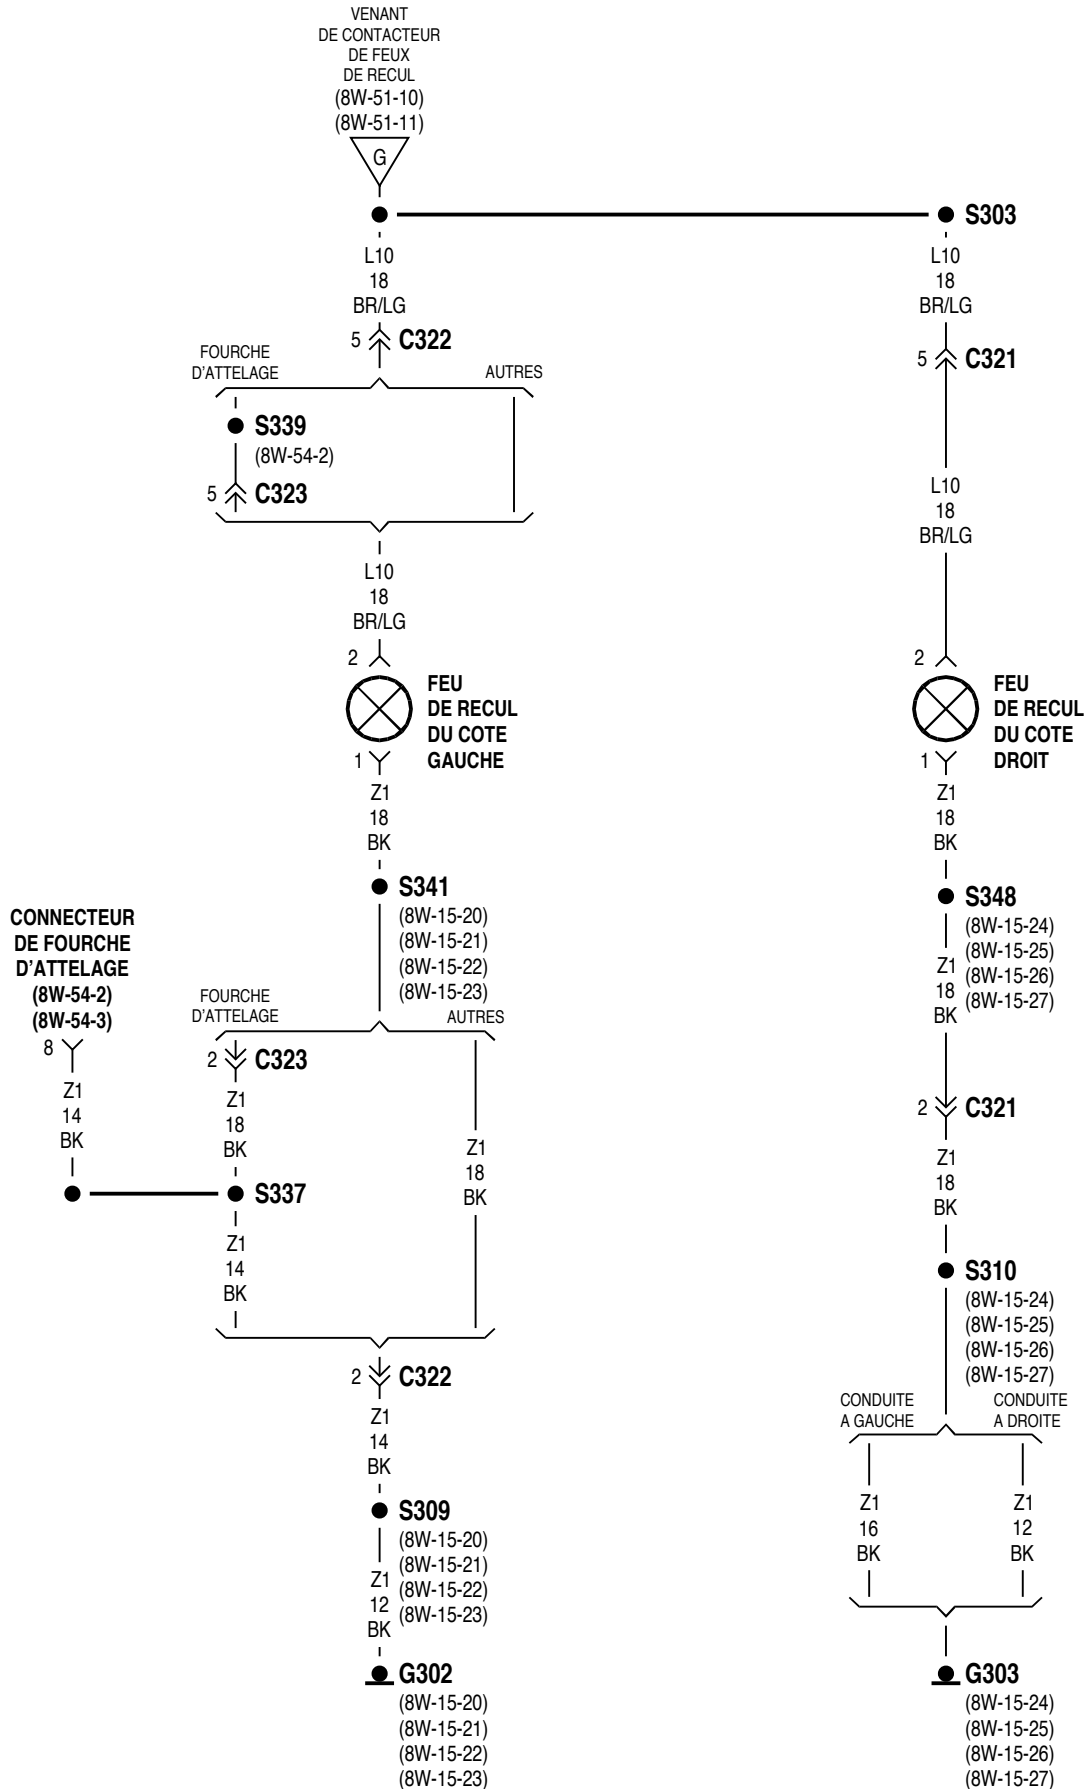 VENANT
DE CONTACTEUR
DE FEUX
DE RECUL
(8W-51-10)
(8W-51-11)
G
S303
L10
18
BR/LG
5 C322
FOURCHE
D'ATTELAGE
AUTRES
S339
(8W-54-2)
5 C323
L10
18
BR/LG
2
FEU
DE RECUL
DU COTE
GAUCHE
1
Z1
18
BK
S341
(8W-15-20)
(8W-15-21)
(8W-15-22)
(8W-15-23)
CONNECTEUR
DE FOURCHE
D'ATTELAGE
(8W-54-2)
(8W-54-3)
8
Z1
14
BK
FOURCHE
D'ATTELAGE
AUTRES
2 C323
Z1
18
BK
S337
Z1
14
BK
Z1
18
BK
2 C322
Z1
14
BK
S309
(8W-15-20)
(8W-15-21)
(8W-15-22)
(8W-15-23)
Z1
12
BK
G302
(8W-15-20)
(8W-15-21)
(8W-15-22)
(8W-15-23)
L10
18
BR/LG
5 C321
L10
18
BR/LG
2
FEU
DE RECUL
DU COTE
DROIT
1
Z1
18
BK
S348
(8W-15-24)
(8W-15-25)
(8W-15-26)
(8W-15-27)
Z1
18
BK
2 C321
Z1
18
BK
S310
(8W-15-24)
(8W-15-25)
(8W-15-26)
(8W-15-27)
CONDUITE
A GAUCHE
CONDUITE
A DROITE
Z1
16
BK
Z1
12
BK
G303
(8W-15-24)
(8W-15-25)
(8W-15-26)
(8W-15-27)